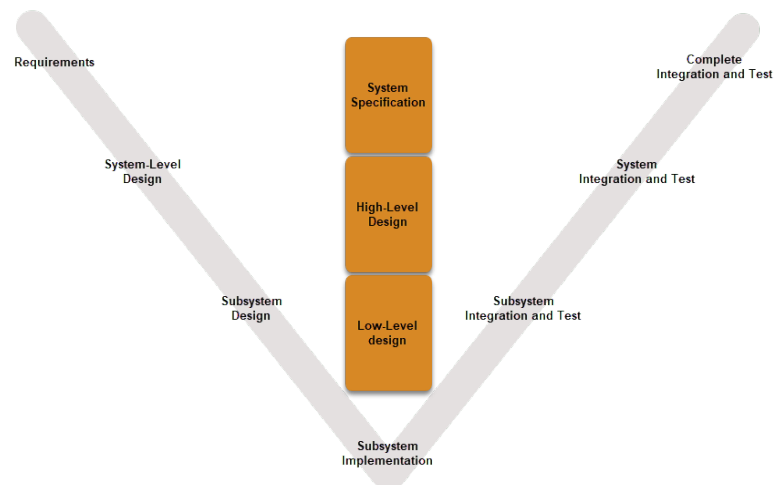 Requirements
System-Level
Design
Subsystem
Design
Subsystem
Implementation
System
Specification
High-Level
Design
Low-Level
design
Complete
Integration and Test
System
Integration and Test
Subsystem
Integration and Test